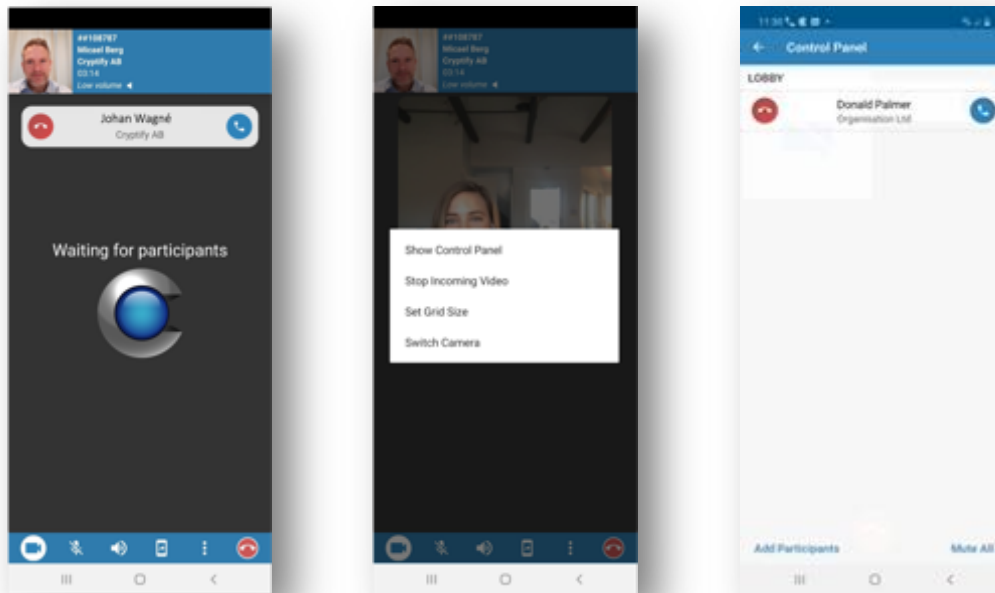 ##108787
Micael Berg
Cryptify AB
03:14
Low volume
Johan Wagné
Cryptify AB
Waiting for participants
##108787
Micael Berg
Cryptify AB
03:14
Low volume
Show Control Panel
Stop Incoming Video
Set Grid Size
Switch Camera
11:30
Control Panel
LOBBY
Donald Palmer
Organisation Ltd
Add Participants
Mute All